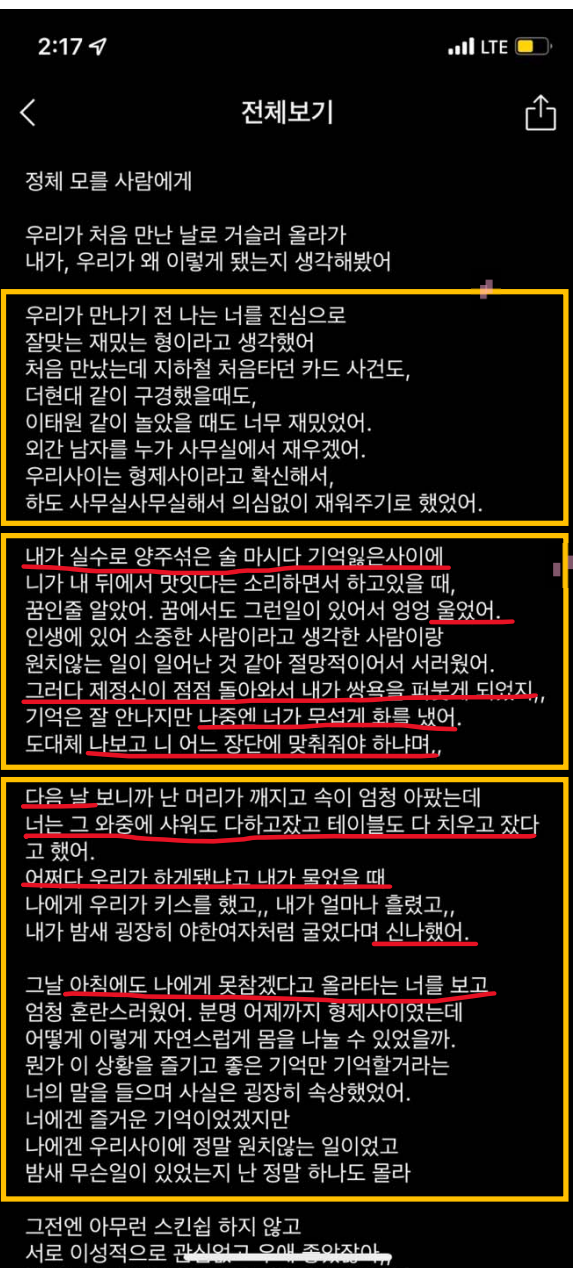 2:17
LTE
전체보기
정체 모를 사람에게
우리가 처음 만난 날로 거슬러 올라가
내가, 우리가 왜 이렇게 됐는지 생각해봤어
우리가 만나기 전 나는 너를 진심으로
잘맞는 재밌는 형이라고 생각했어
처음 만났는데 지하철 처음타던 카드 사건도,
더현대 같이 구경했을때도,
이태원 같이 놀았을 때도 너무 재밌었어.
외간 남자를 누가 사무실에서 재우겠어.
우리사이는 형제사이라고 확신해서,
하도 사무실사무실해서 의심없이 재워주기로 했었어.
내가 실수로 양주섞은 술 마시다 기억잃은사이에
니가 내 뒤에서 맛잇다는 소리하면서 하고있을 때,
꿈인줄 알았어. 꿈에서도 그런일이 있어서 엉엉 울었어.
인생에 있어 소중한 사람이라고 생각한 사람이랑
원치않는 일이 일어난 것 같아 절망적이어서 서러웠어.
그러다 제정신이 점점 돌아와서 내가 쌍욕을 퍼붓게 되었지,,
기억은 잘 안나지만 나중엔 너가 무섭게 화를 냈어.
도대체 나보고 니 어느 장단에 맞춰줘야 하냐며,,
다음 날 보니까 난 머리가 깨지고 속이 엄청 아팠는데
너는 그 와중에 샤워도 다하고잤고 테이블도 다 치우고 잤다
고 했어.
어쩌다 우리가 하게됐냐고 내가 물었을 때
나에게 우리가 키스를 했고,, 내가 얼마나 흘렸고,,
내가 밤새 굉장히 야한여자처럼 굴었다며 신나했어.
그날 아침에도 나에게 못참겠다고 올라타는 너를 보고
엄청 혼란스러웠어. 분명 어제까지 형제사이였는데
어떻게 이렇게 자연스럽게 몸을 나눌 수 있었을까.
뭔가 이 상황을 즐기고 좋은 기억만 기억할거라는
너의 말을 들으며 사실은 굉장히 속상했었어.
너에겐 즐거운 기억이었겠지만
나에겐 우리사이에 정말 원치않는 일이었고
밤새 무슨일이 있었는지 난 정말 하나도 몰라
그전엔 아무런 스킨쉽 하지 않고
서로 이성적으로 관심없고 우애 좋았잖아,,